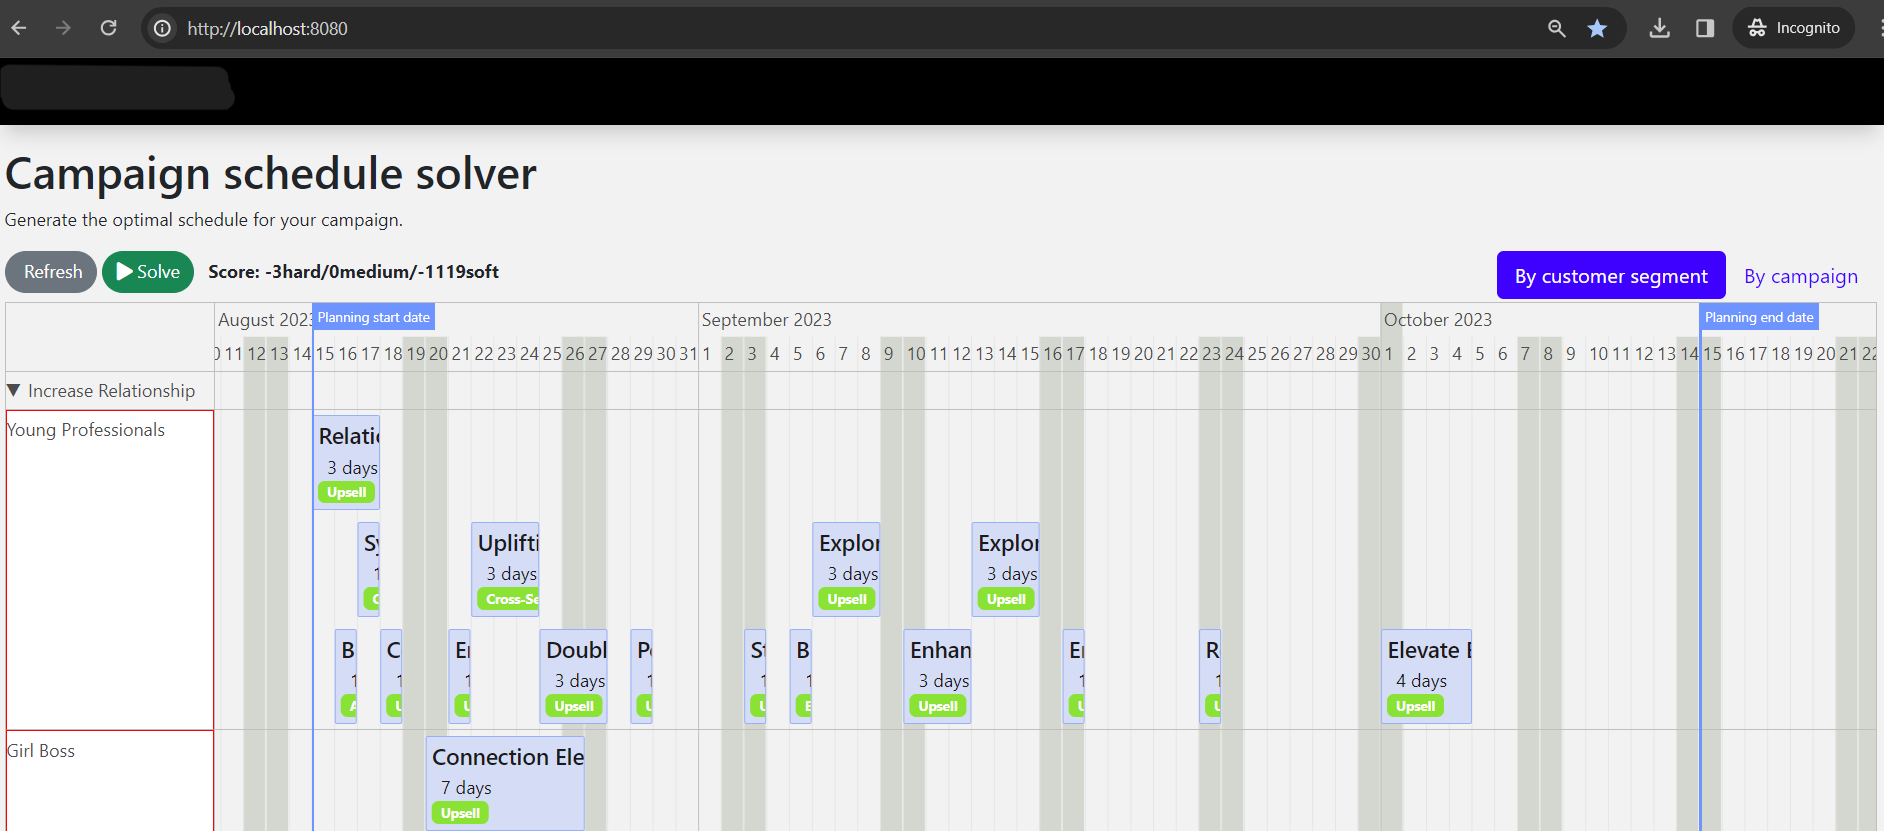 http://localhost:8080
Incognito
Campaign schedule solver
Generate the optimal schedule for your campaign.
Refresh
Solve
Score: -3hard/0medium/-1119soft
By customer segment
By campaign
August 2023
Planning start date
September 2023
October 2023
Planning end date
0 11 12 13 14 15 16 17 18 19 20 21 22 23 24 25 26 27 28 29 30 31 1 2 3 4 5 6 7 8 9 10 11 12 13 14 15 16 17 18 19 20 21 22 23 24 25 26 27 28 29 30 1 2 3 4 5 6 7 8 9 10 11 12 13 14 15 16 17 18 19 20 21 22
▼ Increase Relationship
Young Professionals
Relatio
3 days
Upsell
Sy Uplifti Explor Explor
1 3 days 3 days 3 days
C Cross-Se Upsell Upsell
B C Er Doubl P St B Enhan Er R Elevate E
1 1 1 3 days 1 1 1 3 days 1 1 4 days
A U U Upsell U U E Upsell U U Upsell
Girl Boss
Connection Ele
7 days
Upsell